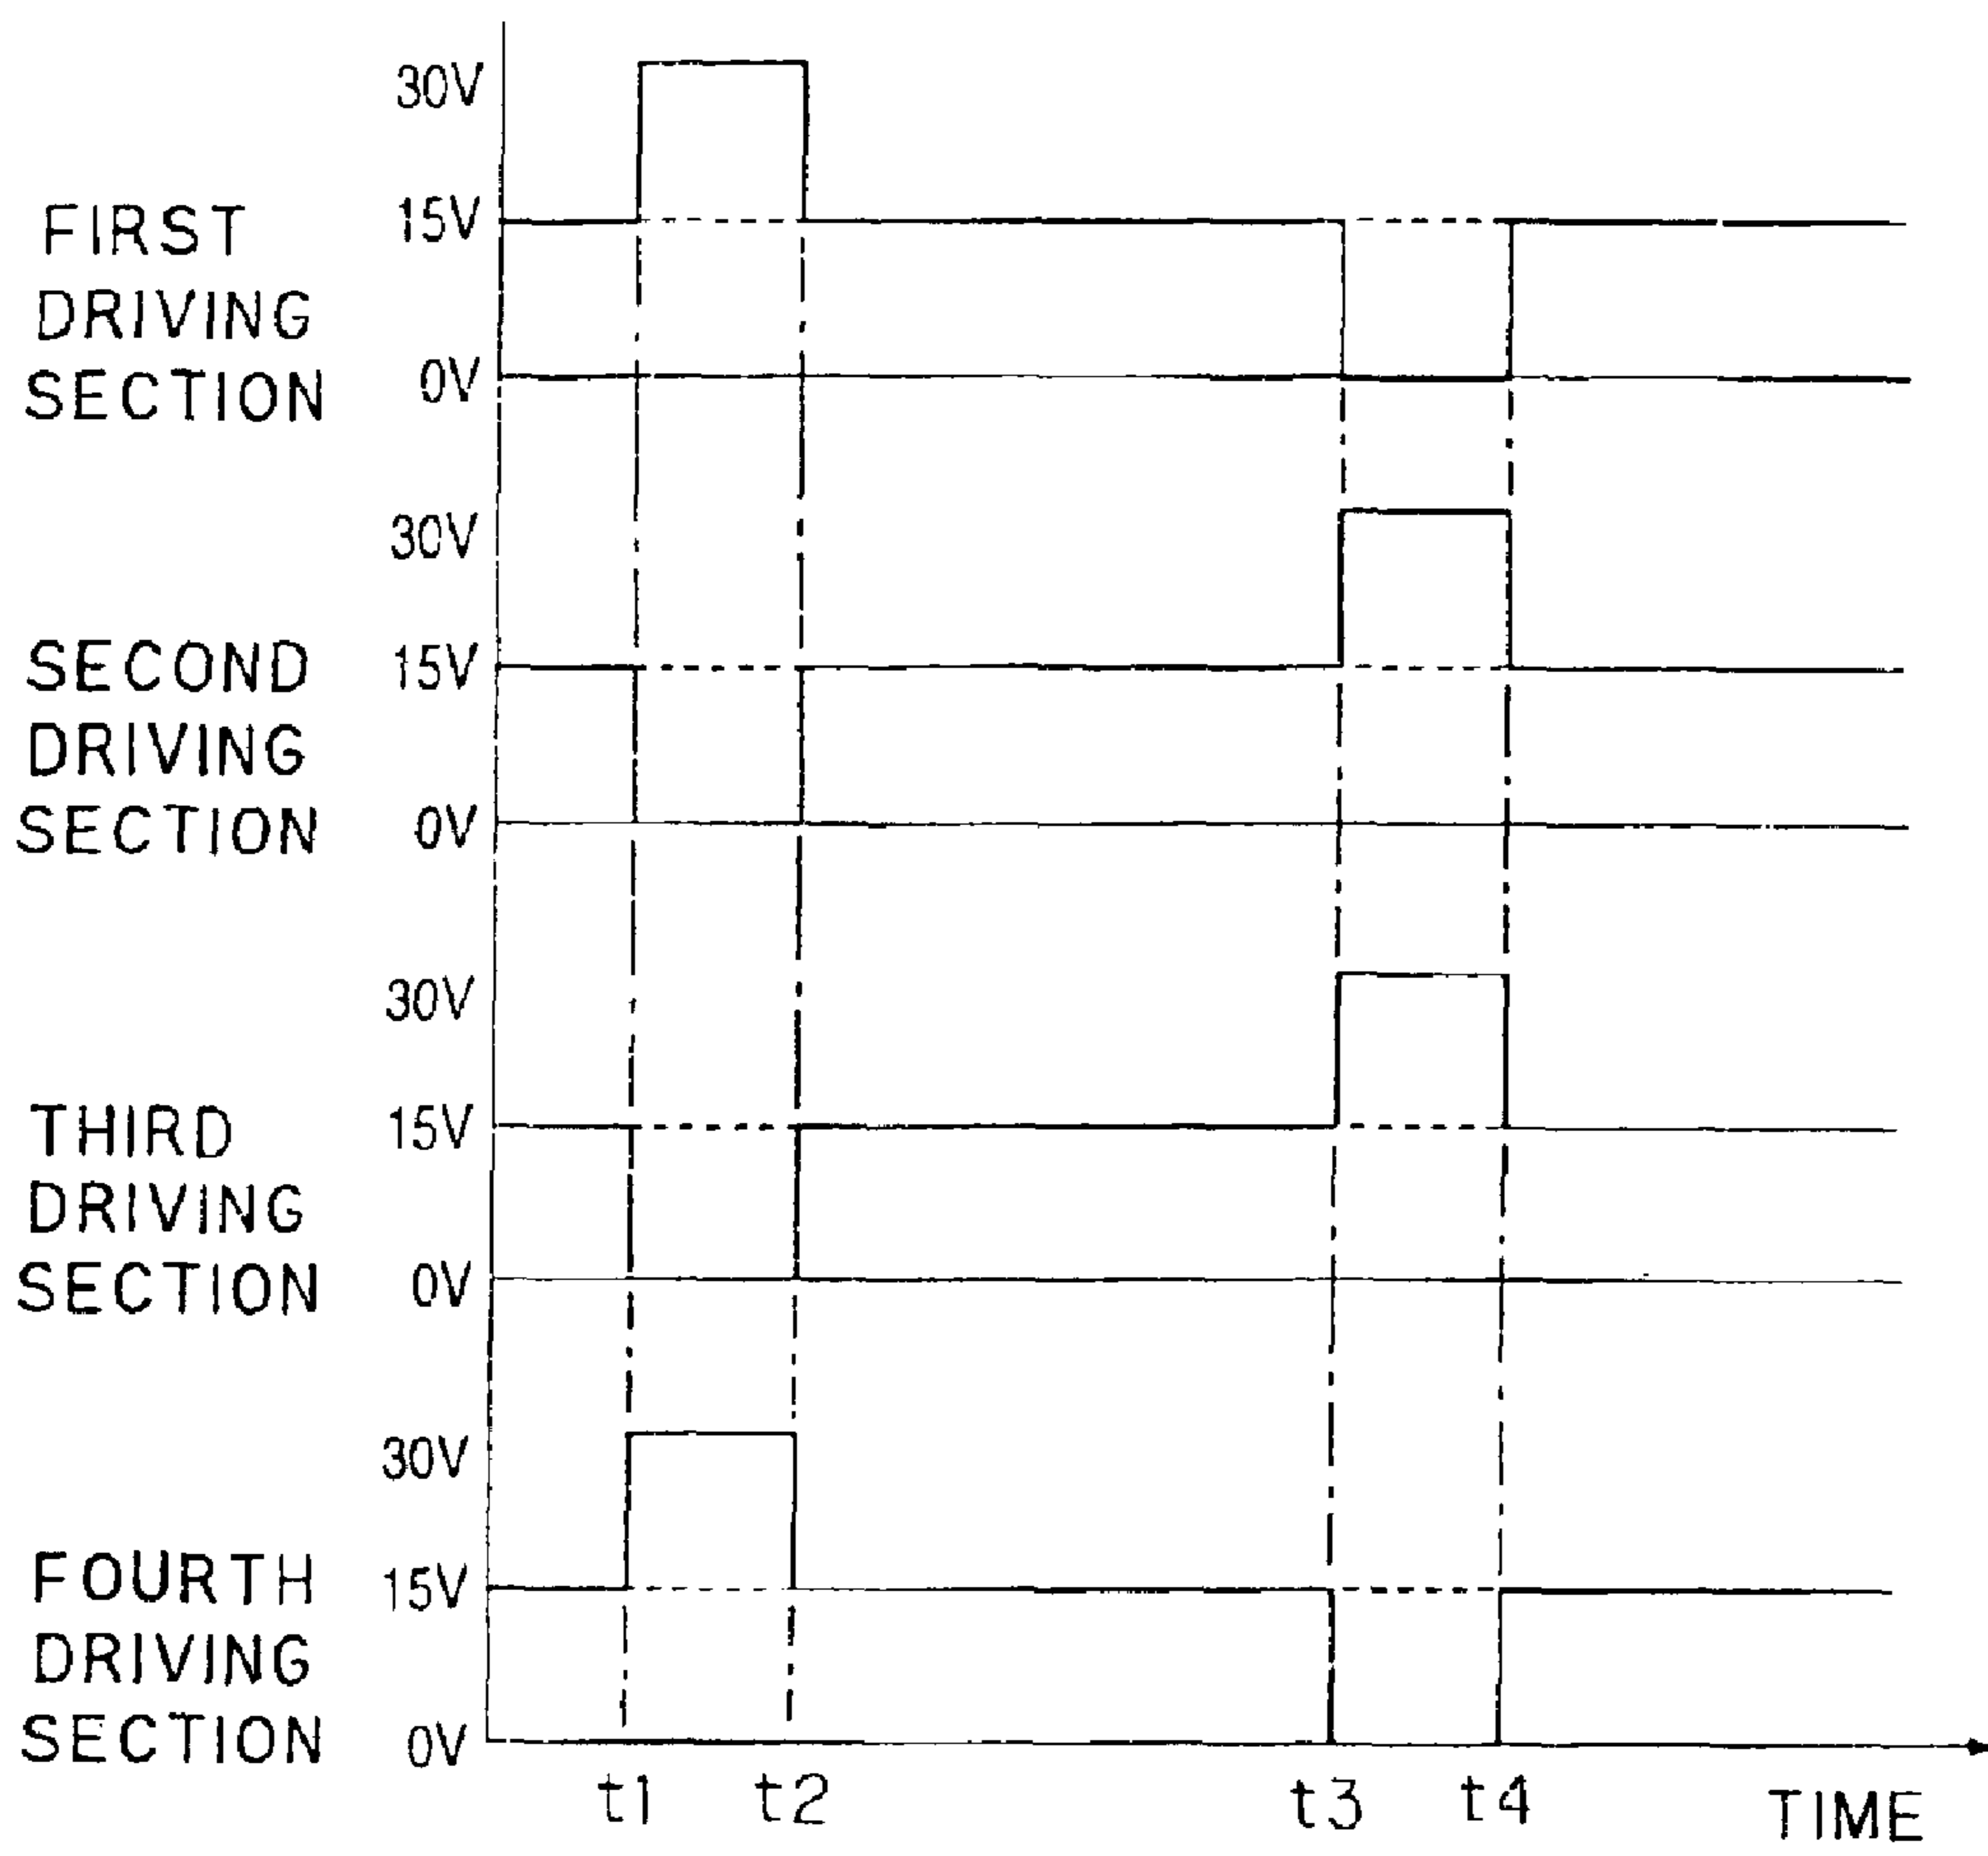 30V
15V
FIRST
DRIVING
SECTION
0V
30V
SECOND
15V
DRIVING
SECTION
0V
30V
THIRD
15V
DRIVING
SECTION
0V
30V
FOURTH
15V
DRIVING
SECTION
0V
t1 t2 t3 t4
TIME